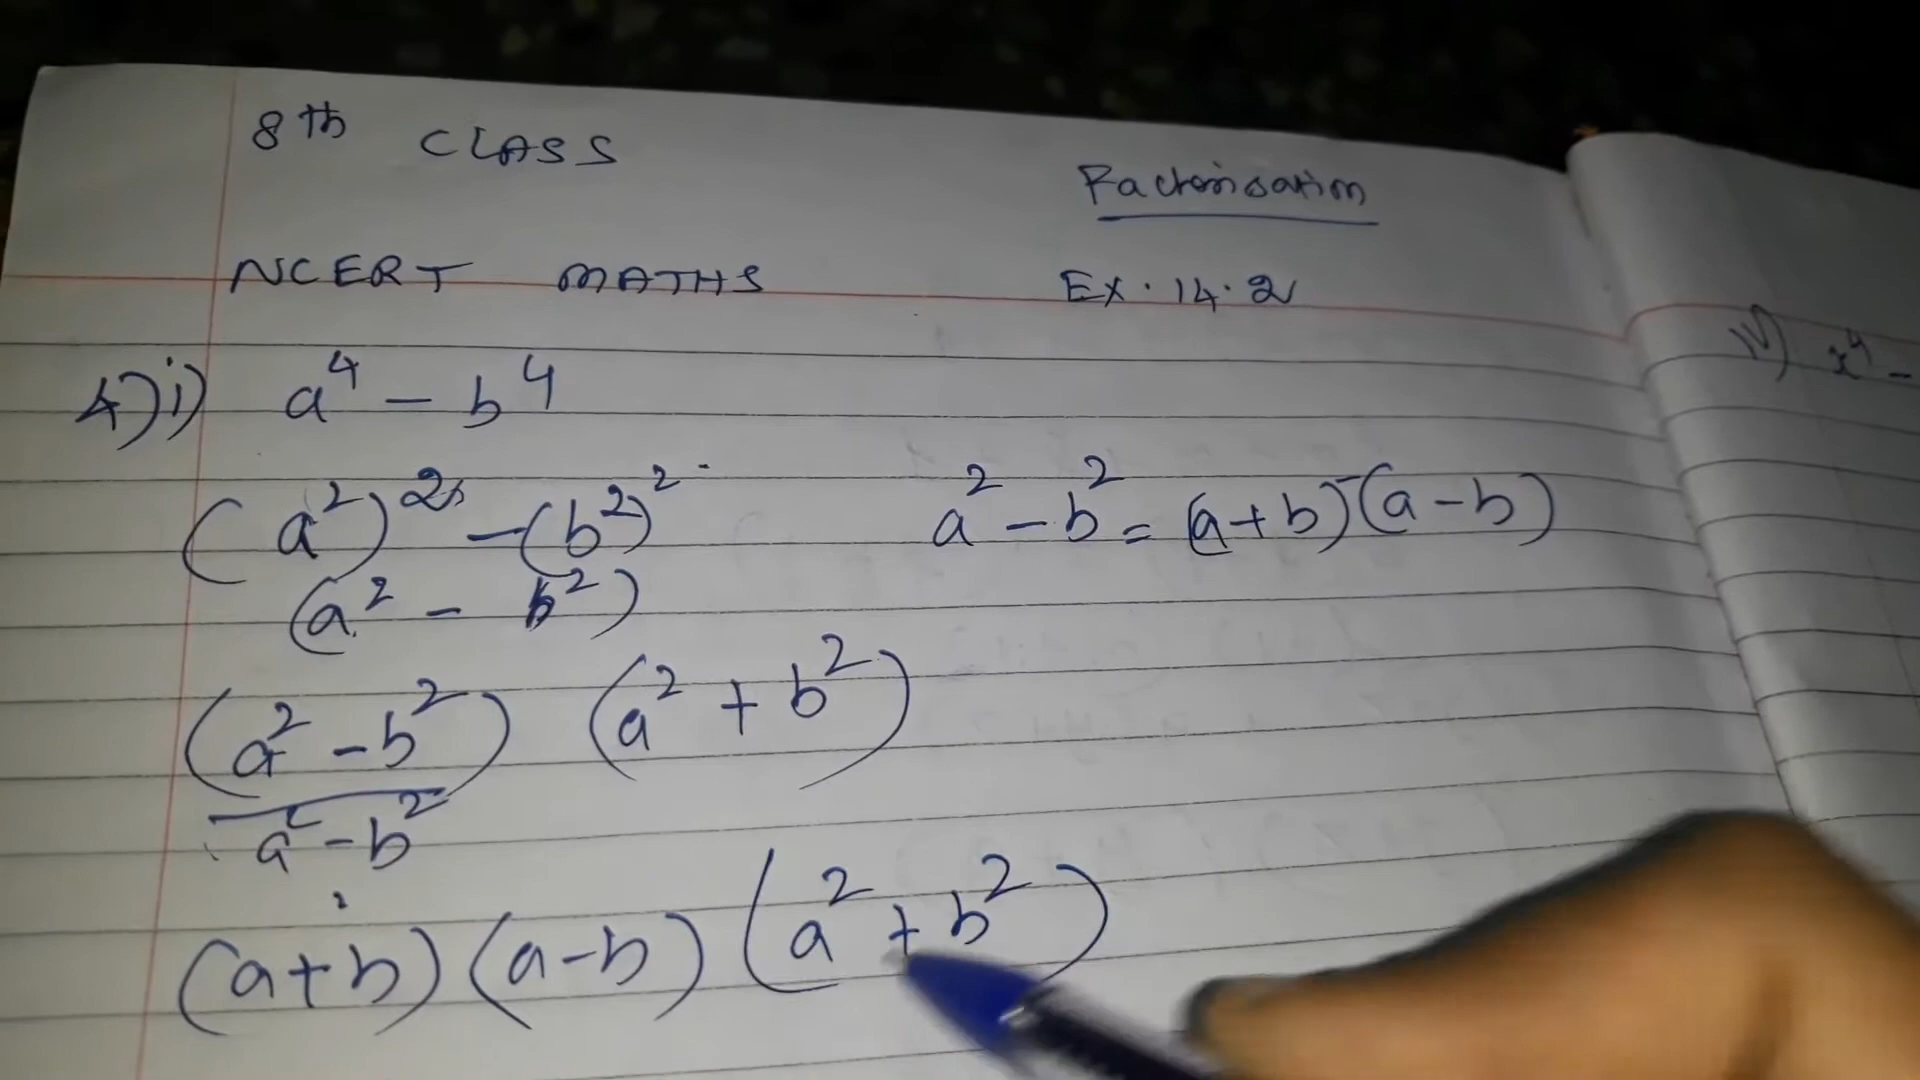 8th CLASS
Factorisation
NCERT MATHS
Ex. 14.2
4) i) a⁴ - b⁴
(a²)² - (b²)²
a² - b² = (a+b)(a-b)
(a² - b²)
(a² - b²) (a² + b²)
a² - b²
(a+b)(a-b)(a²+b²)
iv) x⁴ -